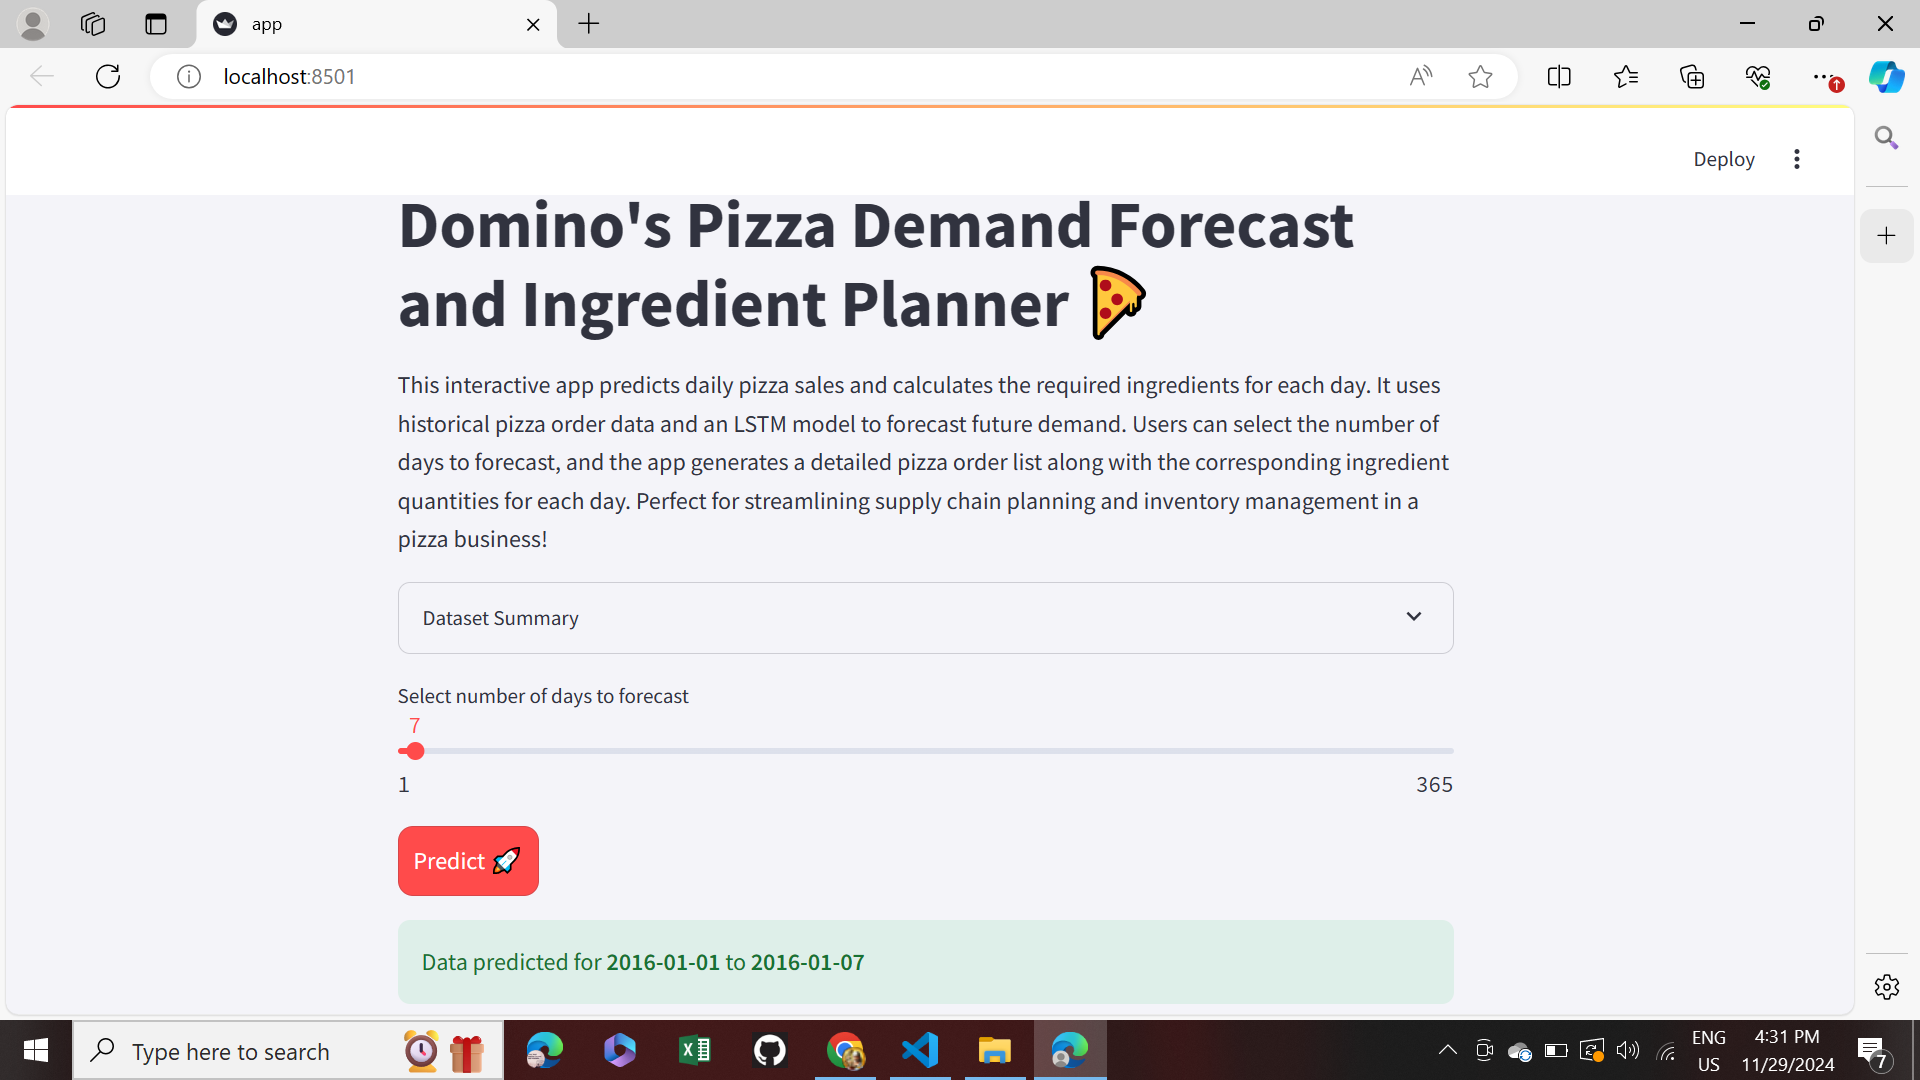 app
localhost:8501
Deploy
Domino's Pizza Demand Forecast
and Ingredient Planner
This interactive app predicts daily pizza sales and calculates the required ingredients for each day. It uses
historical pizza order data and an LSTM model to forecast future demand. Users can select the number of
days to forecast, and the app generates a detailed pizza order list along with the corresponding ingredient
quantities for each day. Perfect for streamlining supply chain planning and inventory management in a
pizza business!
Dataset Summary
Select number of days to forecast
7
1 365
Predict 🚀
Data predicted for 2016-01-01 to 2016-01-07
Type here to search
ENG 4:31 PM
US 11/29/2024
7